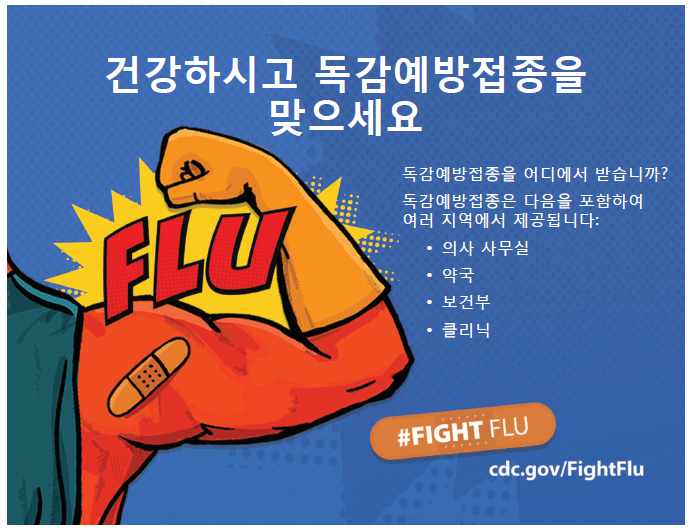 건강하시고 독감예방접종을
맞으세요
FLU
독감예방접종을 어디에서 받습니까?
독감예방접종은 다음을 포함하여
여러 지역에서 제공됩니다:
• 의사 사무실
• 약국
• 보건부
• 클리닉
#FIGHT FLU
cdc.gov/FightFlu